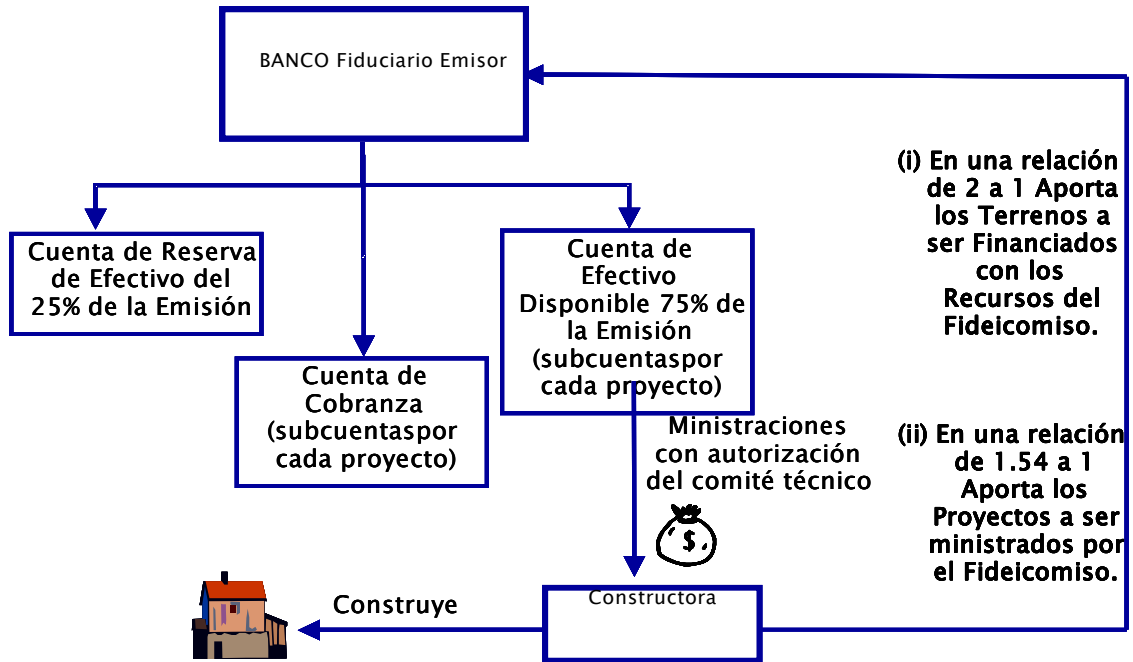 BANCO Fiduciario Emisor
Cuenta de Reserva
de Efectivo del
25% de la Emisión
Cuenta de
Cobranza
(subcuentaspor
cada proyecto)
Cuenta de
Efectivo
Disponible 75% de
la Emisión
(subcuentaspor
cada proyecto)
Ministraciones
con autorización
del comité técnico
$
Constructora
Construye
(i) En una relación
de 2 a 1 Aporta
los Terrenos a
ser Financiados
con los
Recursos del
Fideicomiso.
(ii) En una relación
de 1.54 a 1
Aporta los
Proyectos a ser
ministrados por
el Fideicomiso.